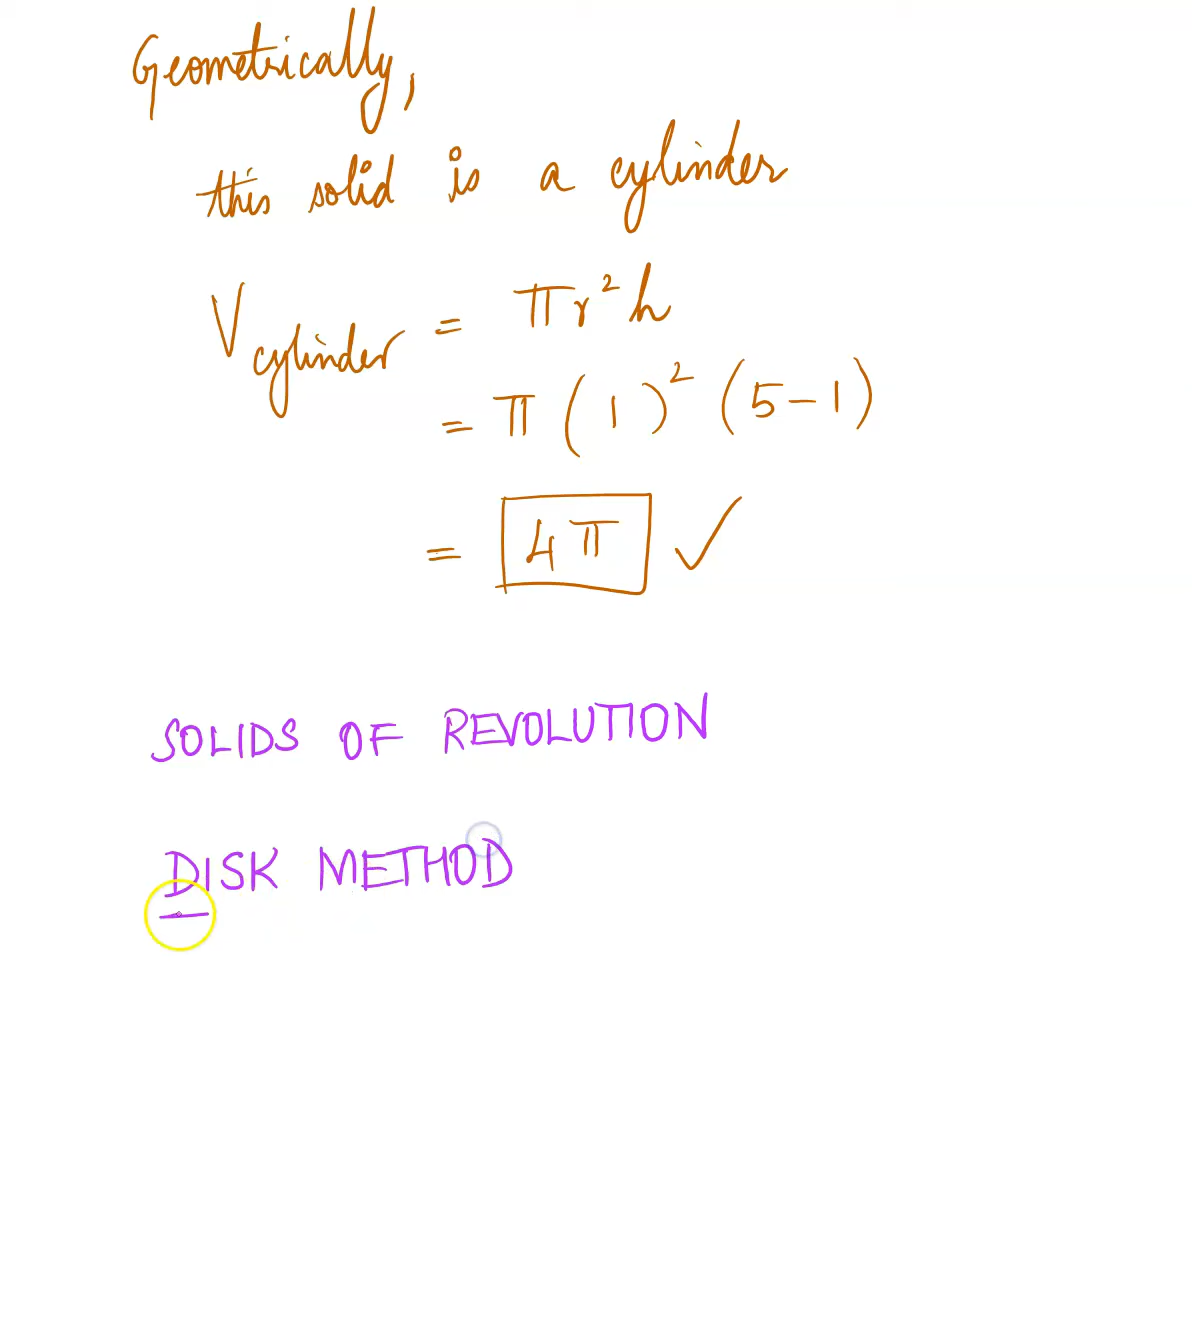 Geometrically,
this solid is a cylinder
V cylinder = πr²h
= π(1)²(5-1)
= 4π ✓
SOLIDS OF REVOLUTION
DISK METHOD